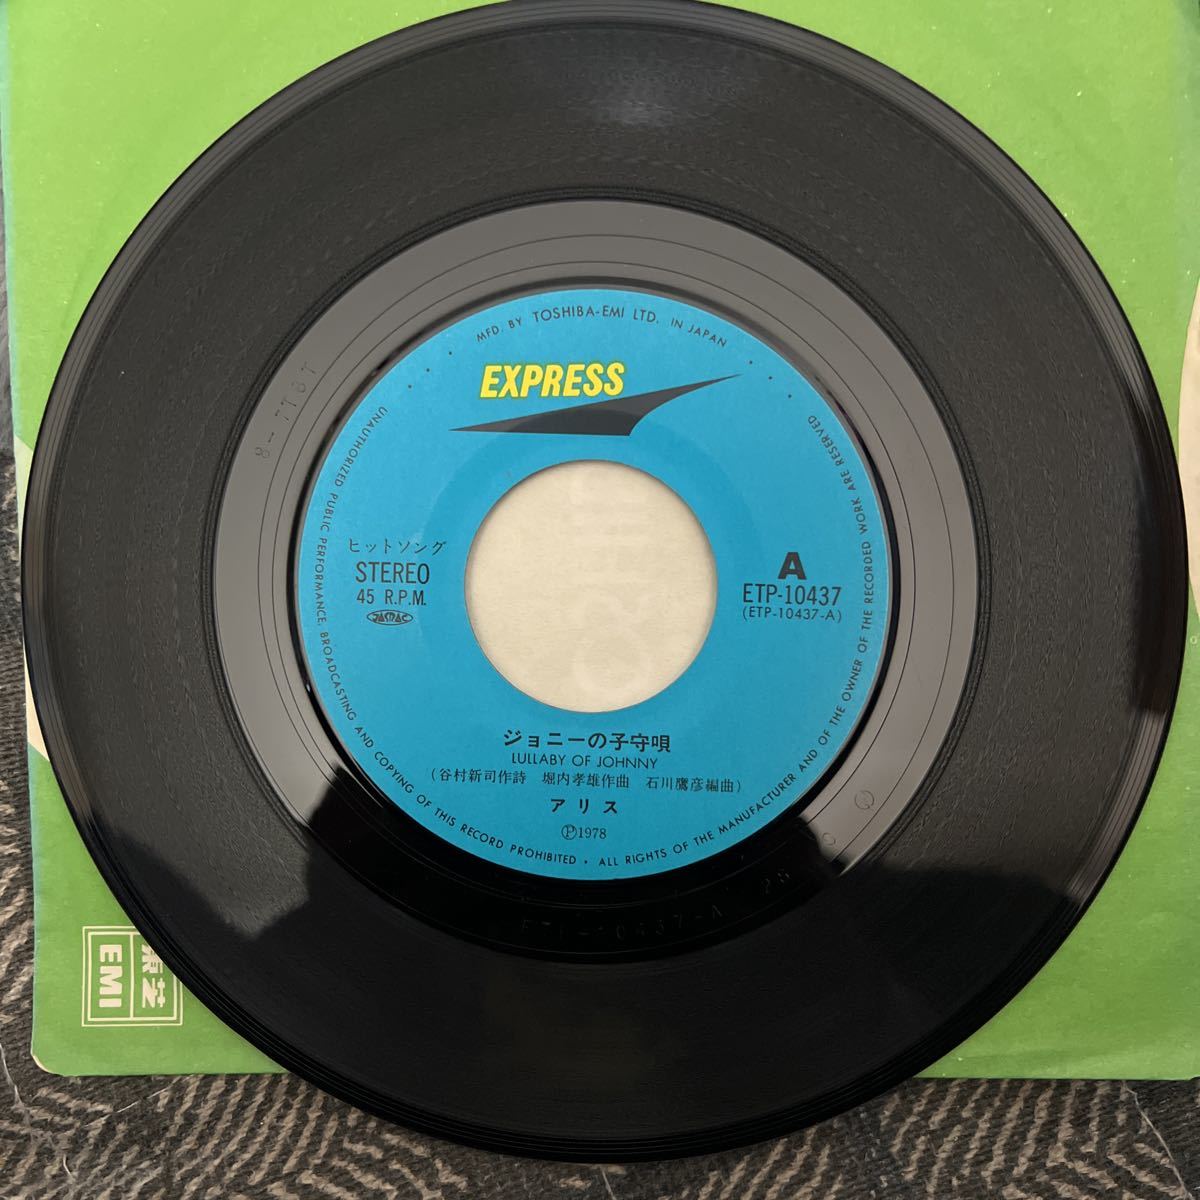 MFD. BY TOSHIBA-EMI LTD. IN JAPAN
EXPRESS
ヒットソング
STEREO
45 R.P.M.
JASRAC
A
ETP-10437
(ETP-10437-A)
ジョニーの子守唄
LULLABY OF JOHNNY
(谷村新司作詩 堀内孝雄作曲 石川鷹彦編曲)
アリス
Ⓟ1978
UNAUTHORIZED PUBLIC PERFORMANCE, BROADCASTING AND COPYING OF THIS RECORD PROHIBITED • ALL RIGHTS OF THE MANUFACTURER AND OF THE OWNER OF THE RECORDED WORK ARE RESERVED
東芝
EMI